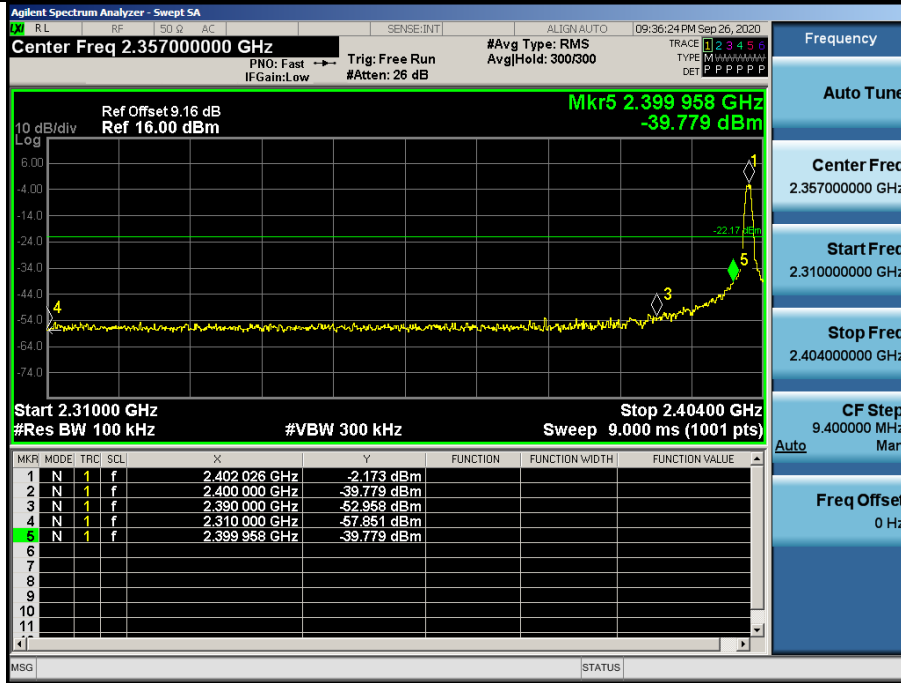 Agilent Spectrum Analyzer - Swept SA
LXI RL RF 50 Ω AC SENSE:INT ALIGN AUTO 09:36:24 PM Sep 26, 2020
Center Freq 2.357000000 GHz
PNO: Fast
IFGain:Low
Trig: Free Run
#Atten: 26 dB
#Avg Type: RMS
Avg|Hold: 300/300
TRACE 1 2 3 4 5 6
TYPE M
DET P P P P P P
Ref Offset 9.16 dB
Ref 16.00 dBm
Mkr5 2.399 958 GHz
-39.779 dBm
10 dB/div
Log
6.00
-4.00
-14.0
-24.0
-34.0
-44.0
-54.0
-64.0
-74.0
1
-22.17 dBm
5
3
4
Start 2.31000 GHz
Stop 2.40400 GHz
#Res BW 100 kHz
#VBW 300 kHz
Sweep 9.000 ms (1001 pts)
MKR MODE TRC SCL X Y FUNCTION FUNCTION WIDTH FUNCTION VALUE
1 N 1 f 2.402 026 GHz -2.173 dBm
2 N 1 f 2.400 000 GHz -39.779 dBm
3 N 1 f 2.390 000 GHz -52.958 dBm
4 N 1 f 2.310 000 GHz -57.851 dBm
5 N 1 f 2.399 958 GHz -39.779 dBm
6
7
8
9
10
11
MSG
STATUS
Frequency
Auto Tune
Center Freq
2.357000000 GHz
Start Freq
2.310000000 GHz
Stop Freq
2.404000000 GHz
CF Step
9.400000 MHz
Auto Man
Freq Offset
0 Hz